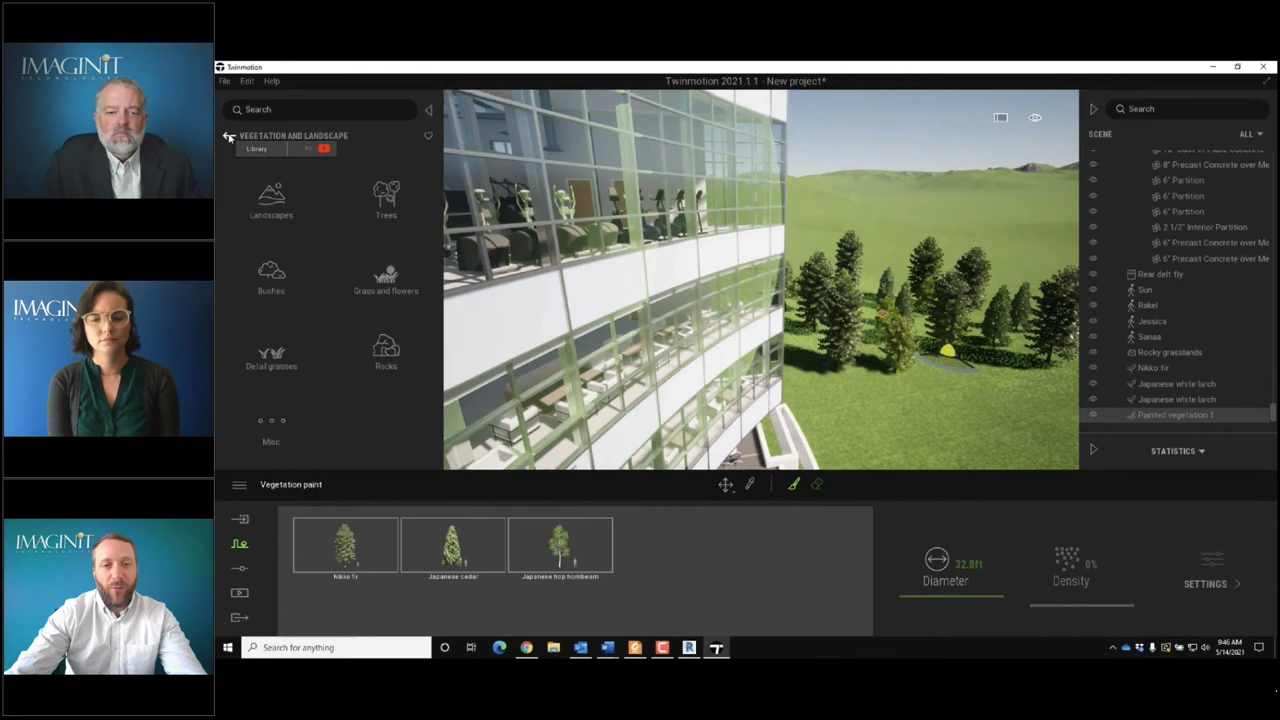 IMAGINiT
TECHNOLOGIES
IMAGIN
TECHNOLO
IMAGINiT
Twinmotion
File Edit Help
Twinmotion 2021.1.1 - New project*
Search
VEGETATION AND LANDSCAPE
Library
Landscapes
Trees
Bushes
Grass and flowers
Detail grasses
Rocks
Misc
Search
SCENE
ALL
8" Precast Concrete over Me
6" Partition
6" Partition
6" Partition
2 1/2" Interior Partition
6" Precast Concrete over Me
6" Precast Concrete over Me
Rear delt fly
Sun
Rakel
Jessica
Sanaa
Rocky grasslands
Nikko fir
Japanese white larch
Japanese white larch
Painted vegetation 1
STATISTICS
Vegetation paint
Nikko fir
Japanese cedar
Japanese hop hornbeam
32.8ft
Diameter
0%
Density
SETTINGS
Search for anything
9:46 AM
5/14/2021